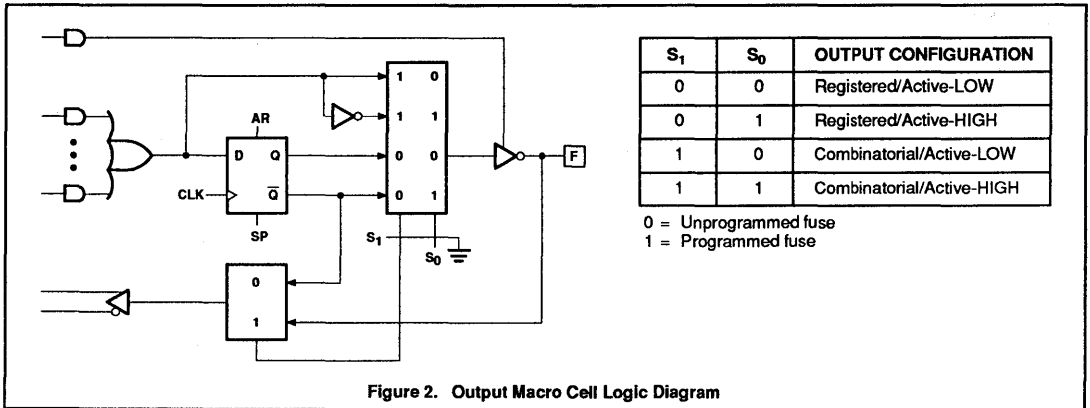 AR
D Q
CLK
Q
SP
1 0
1 1
0 0
0 1
F
S1
S0
0
1
S1 S0 OUTPUT CONFIGURATION
0 0 Registered/Active-LOW
0 1 Registered/Active-HIGH
1 0 Combinatorial/Active-LOW
1 1 Combinatorial/Active-HIGH
0 = Unprogrammed fuse
1 = Programmed fuse
Figure 2. Output Macro Cell Logic Diagram